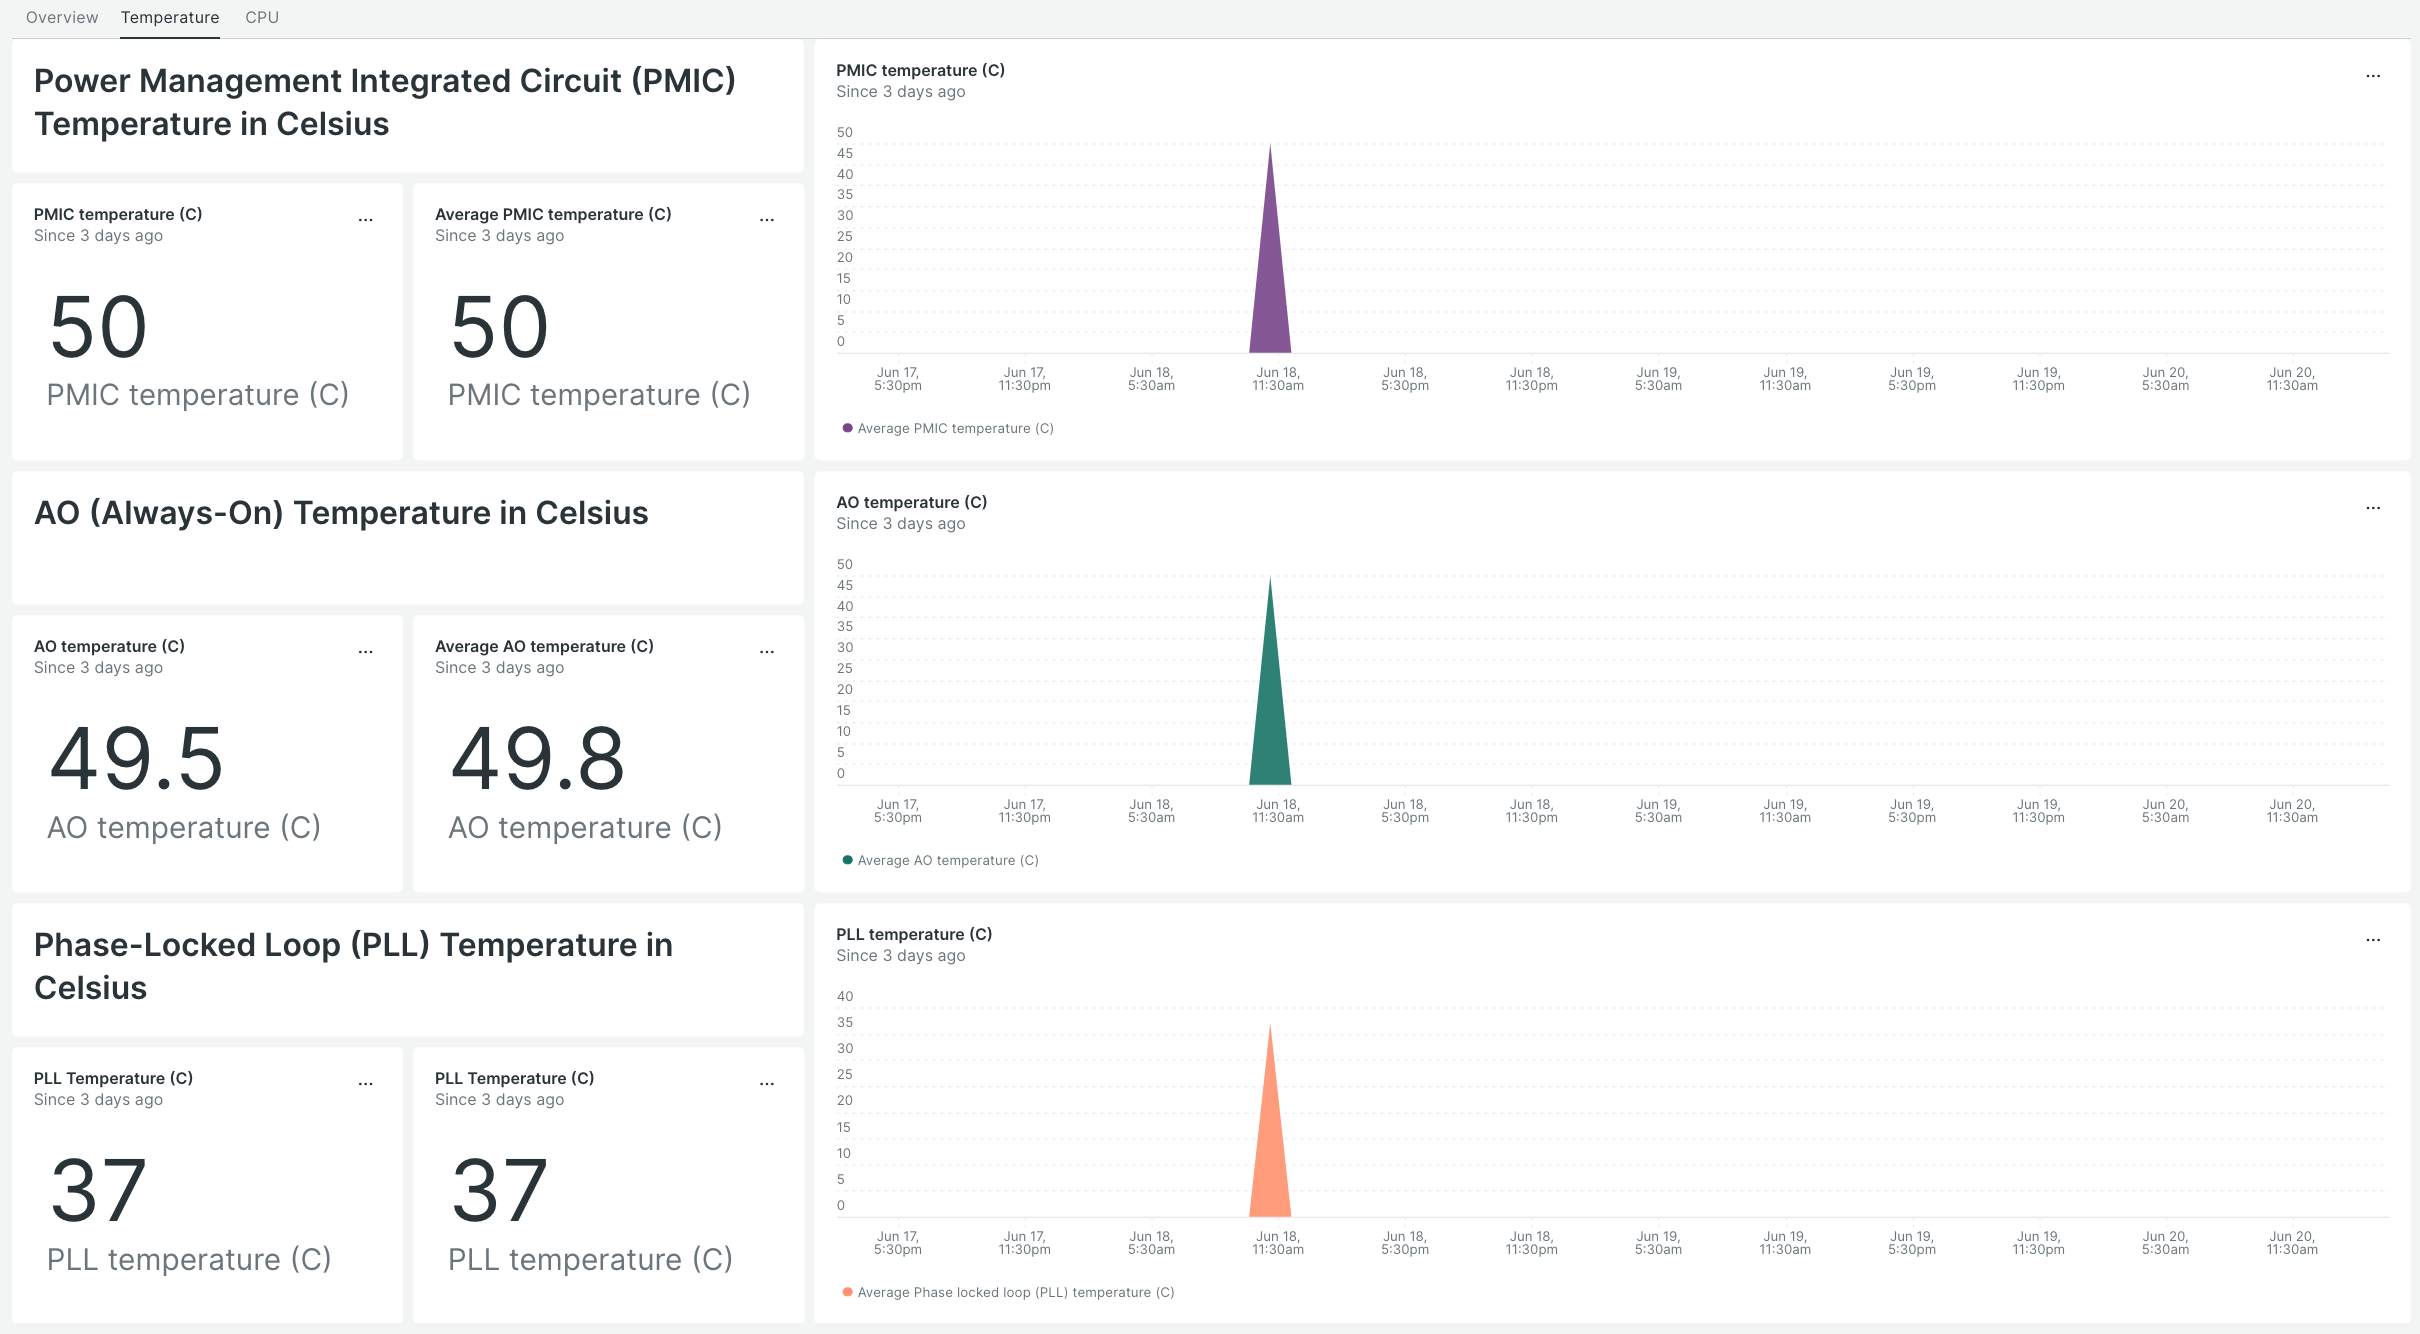 Overview Temperature CPU
Power Management Integrated Circuit (PMIC)
Temperature in Celsius
PMIC temperature (C)
Since 3 days ago
...
50
PMIC temperature (C)
Average PMIC temperature (C)
Since 3 days ago
...
50
PMIC temperature (C)
PMIC temperature (C)
Since 3 days ago
...
50
45
40
35
30
25
20
15
10
5
0
Jun 17, Jun 17, Jun 18, Jun 18, Jun 18, Jun 18, Jun 19, Jun 19, Jun 19, Jun 19, Jun 20, Jun 20,
5:30pm 11:30pm 5:30am 11:30am 5:30pm 11:30pm 5:30am 11:30am 5:30pm 11:30pm 5:30am 11:30am
Average PMIC temperature (C)
AO (Always-On) Temperature in Celsius
AO temperature (C)
Since 3 days ago
...
49.5
AO temperature (C)
Average AO temperature (C)
Since 3 days ago
...
49.8
AO temperature (C)
AO temperature (C)
Since 3 days ago
...
50
45
40
35
30
25
20
15
10
5
0
Jun 17, Jun 17, Jun 18, Jun 18, Jun 18, Jun 18, Jun 19, Jun 19, Jun 19, Jun 19, Jun 20, Jun 20,
5:30pm 11:30pm 5:30am 11:30am 5:30pm 11:30pm 5:30am 11:30am 5:30pm 11:30pm 5:30am 11:30am
Average AO temperature (C)
Phase-Locked Loop (PLL) Temperature in
Celsius
PLL Temperature (C)
Since 3 days ago
...
37
PLL temperature (C)
PLL Temperature (C)
Since 3 days ago
...
37
PLL temperature (C)
PLL temperature (C)
Since 3 days ago
...
40
35
30
25
20
15
10
5
0
Jun 17, Jun 17, Jun 18, Jun 18, Jun 18, Jun 18, Jun 19, Jun 19, Jun 19, Jun 19, Jun 20, Jun 20,
5:30pm 11:30pm 5:30am 11:30am 5:30pm 11:30pm 5:30am 11:30am 5:30pm 11:30pm 5:30am 11:30am
Average Phase locked loop (PLL) temperature (C)